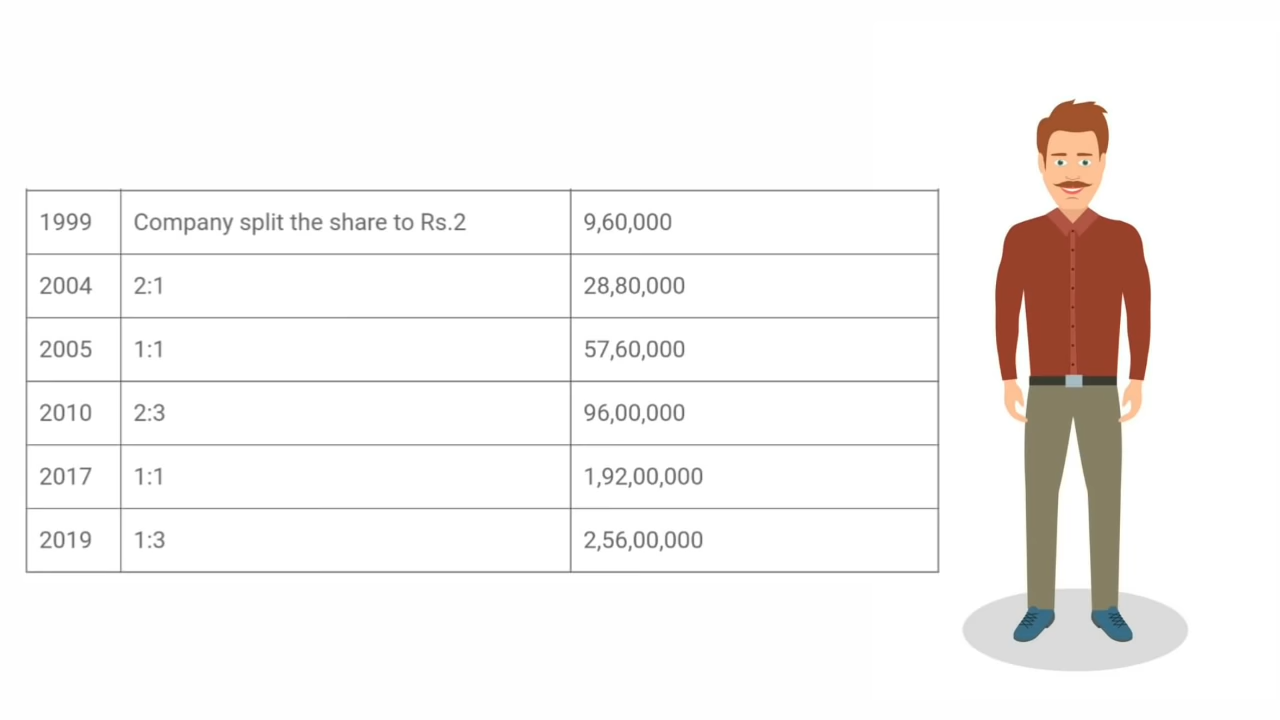 1999 Company split the share to Rs.2 9,60,000
2004 2:1 28,80,000
2005 1:1 57,60,000
2010 2:3 96,00,000
2017 1:1 1,92,00,000
2019 1:3 2,56,00,000